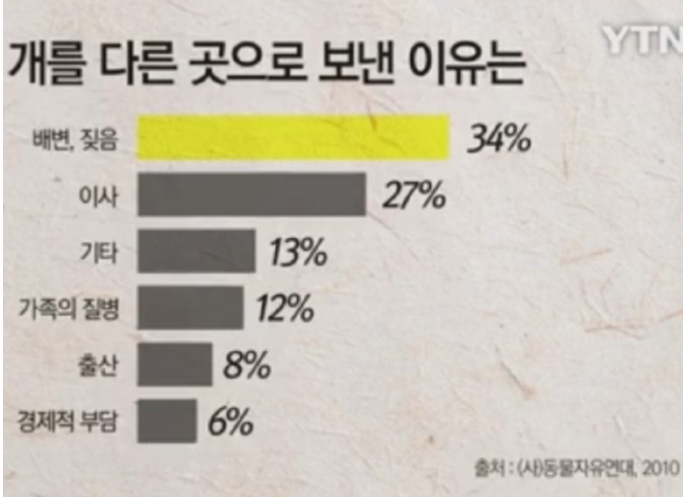 YTN
개를 다른 곳으로 보낸 이유는
배변, 짖음 34%
이사 27%
기타 13%
가족의 질병 12%
출산 8%
경제적 부담 6%
출처 : (사)동물자유연대, 2010